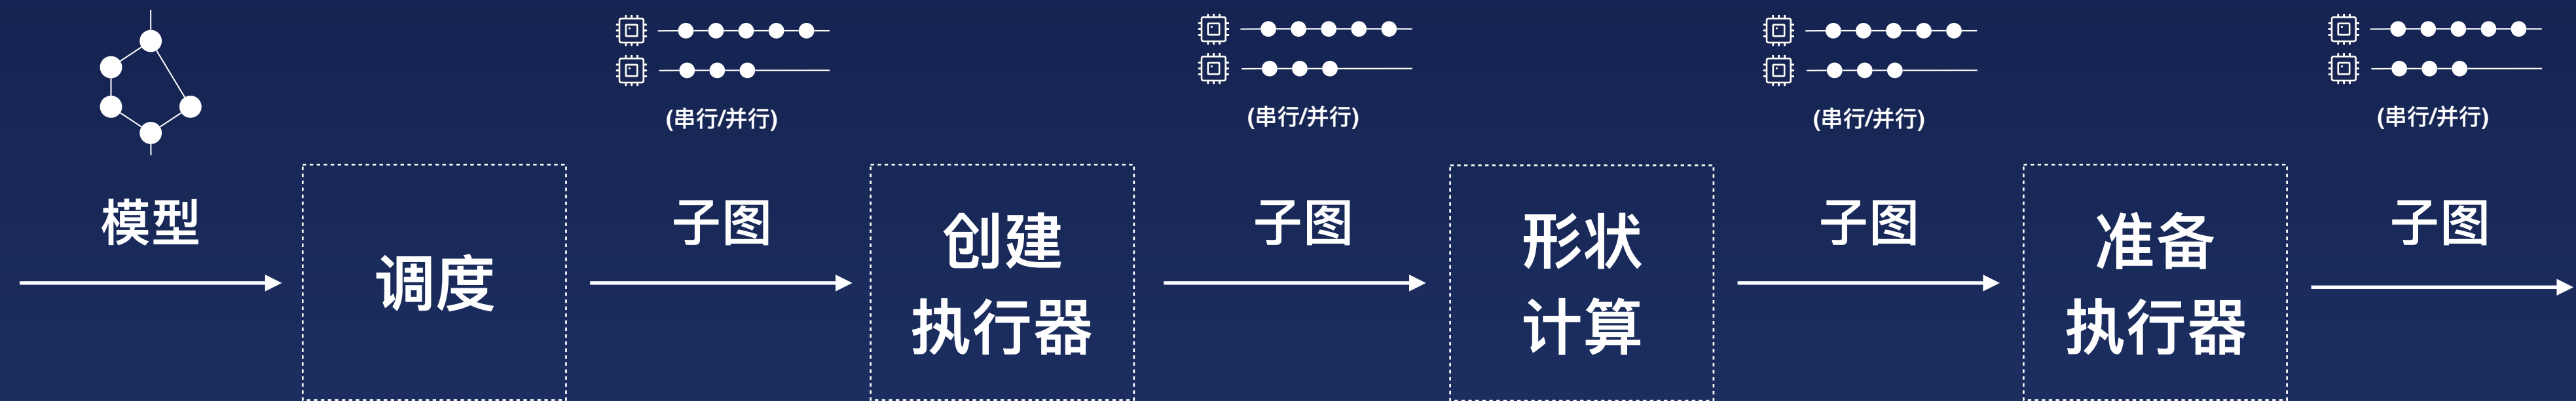 模型
调度
(串行/并行)
子图
创建
执行器
(串行/并行)
子图
形状
计算
(串行/并行)
子图
准备
执行器
(串行/并行)
子图